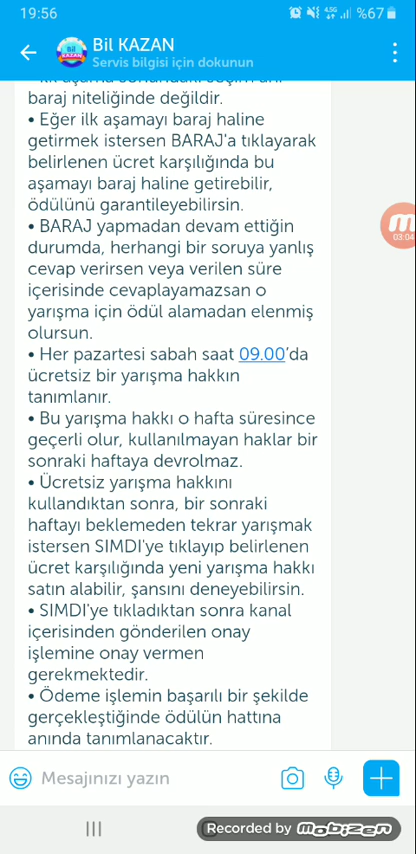 19:56
%67
Bil KAZAN
Servis bilgisi için dokunun
baraj niteliğinde değildir.
• Eğer ilk aşamayı baraj haline
getirmek istersen BARAJ'a tıklayarak
belirlenen ücret karşılığında bu
aşamayı baraj haline getirebilir,
ödülünü garantileyebilirsin.
• BARAJ yapmadan devam ettiğin
durumda, herhangi bir soruya yanlış
cevap verirsen veya verilen süre
içerisinde cevaplayamazsan o
yarışma için ödül alamadan elenmiş
olursun.
03:04
• Her pazartesi sabah saat 09.00’da
ücretsiz bir yarışma hakkın
tanımlanır.
• Bu yarışma hakkı o hafta süresince
geçerli olur, kullanılmayan haklar bir
sonraki haftaya devrolmaz.
• Ücretsiz yarışma hakkını
kullandıktan sonra, bir sonraki
haftayı beklemeden tekrar yarışmak
istersen SIMDI'ye tıklayıp belirlenen
ücret karşılığında yeni yarışma hakkı
satın alabilir, şansını deneyebilirsin.
• SIMDI'ye tıkladıktan sonra kanal
içerisinden gönderilen onay
işlemine onay vermen
gerekmektedir.
• Ödeme işlemin başarılı bir şekilde
gerçekleştiğinde ödülün hattına
anında tanımlanacaktır.
Mesajınızı yazın
Recorded by mobizen